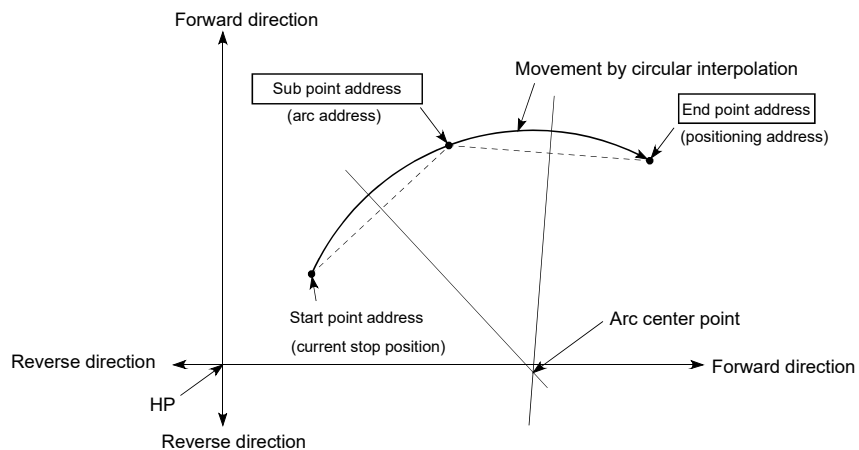 Forward direction
Movement by circular interpolation
Sub point address
(arc address)
End point address
(positioning address)
Start point address
(current stop position)
Arc center point
Reverse direction
Forward direction
HP
Reverse direction